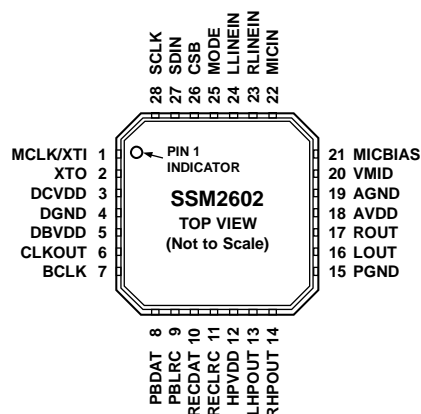 28 SCLK
27 SDIN
26 CSB
25 MODE
24 LLINEIN
23 RLINEIN
22 MICIN
MCLK/XTI 1
XTO 2
DCVDD 3
DGND 4
DBVDD 5
CLKOUT 6
BCLK 7
PIN 1
INDICATOR
SSM2602
TOP VIEW
(Not to Scale)
21 MICBIAS
20 VMID
19 AGND
18 AVDD
17 ROUT
16 LOUT
15 PGND
PBDAT 8
PBLRC 9
RECDAT 10
RECLRC 11
HPVDD 12
LHPOUT 13
RHPOUT 14